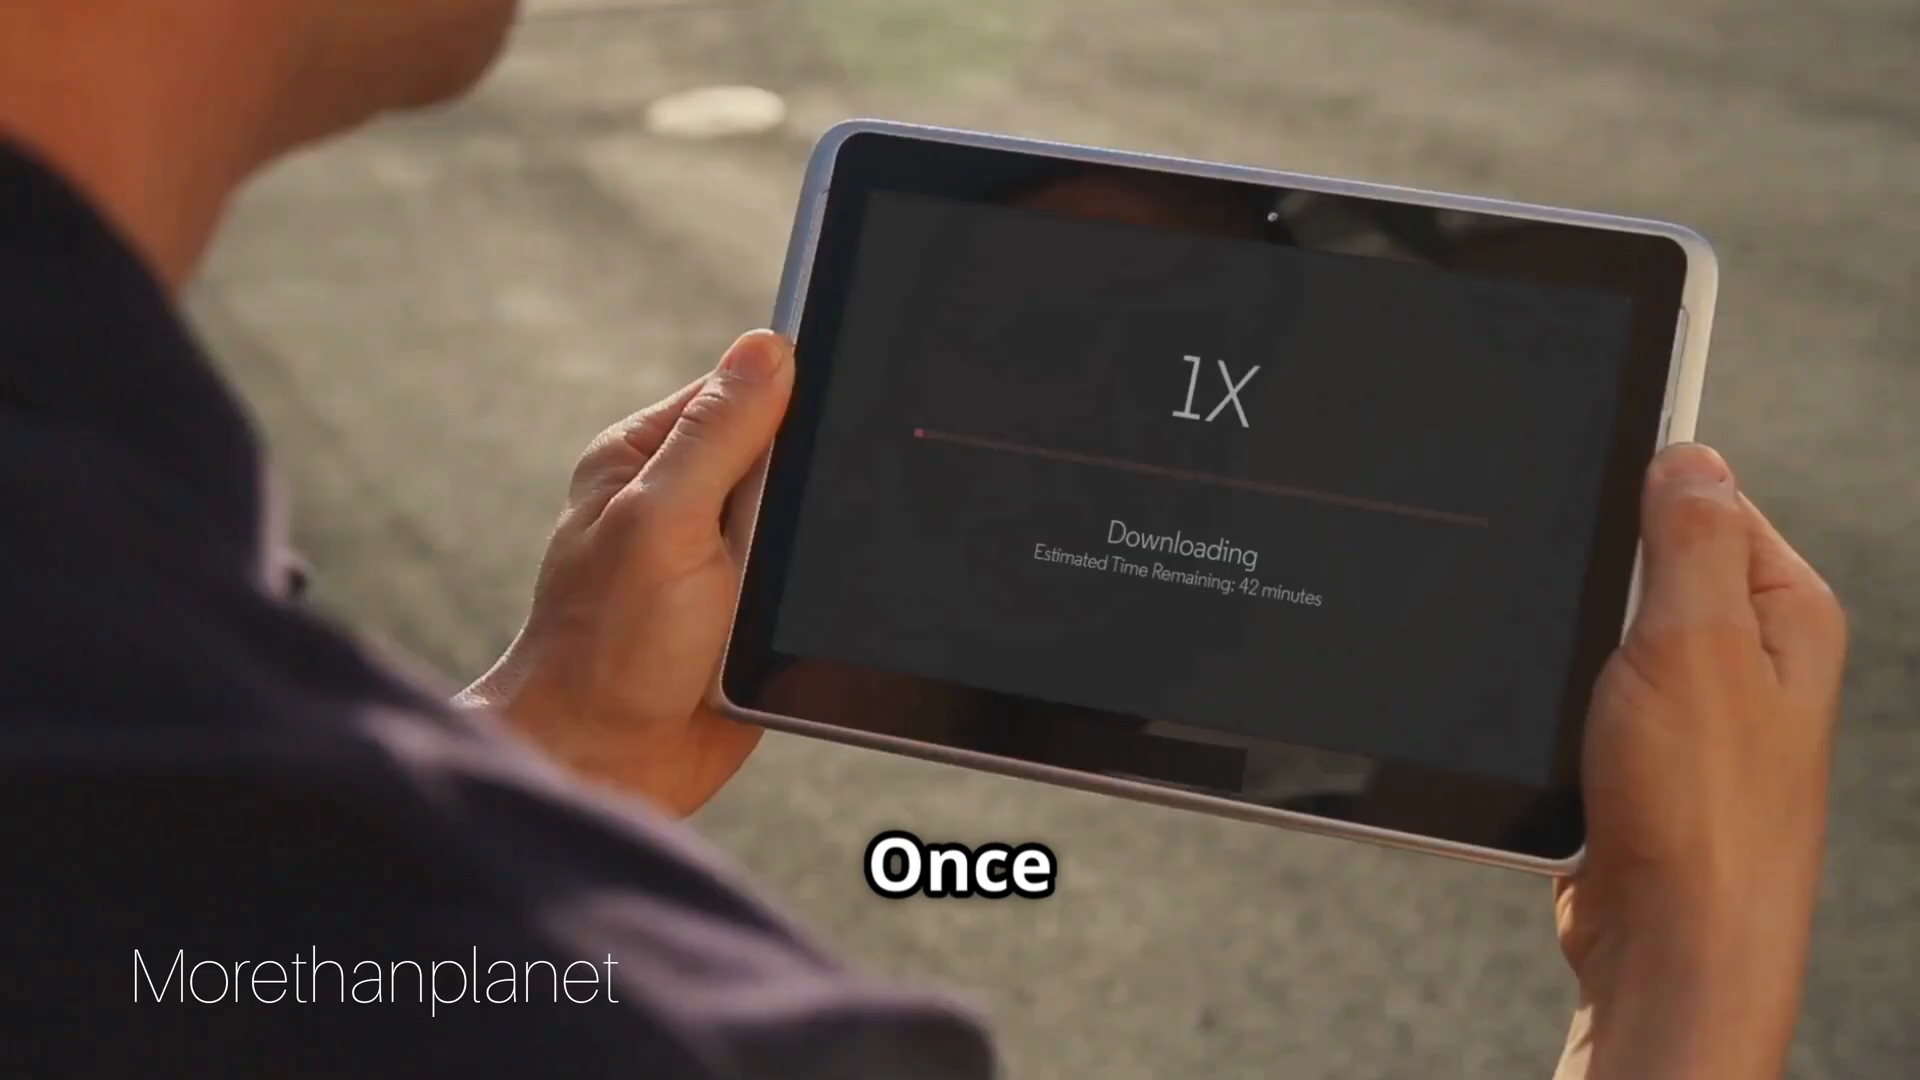 1X
Downloading
Estimated Time Remaining: 42 minutes
Once
Morethanplanet